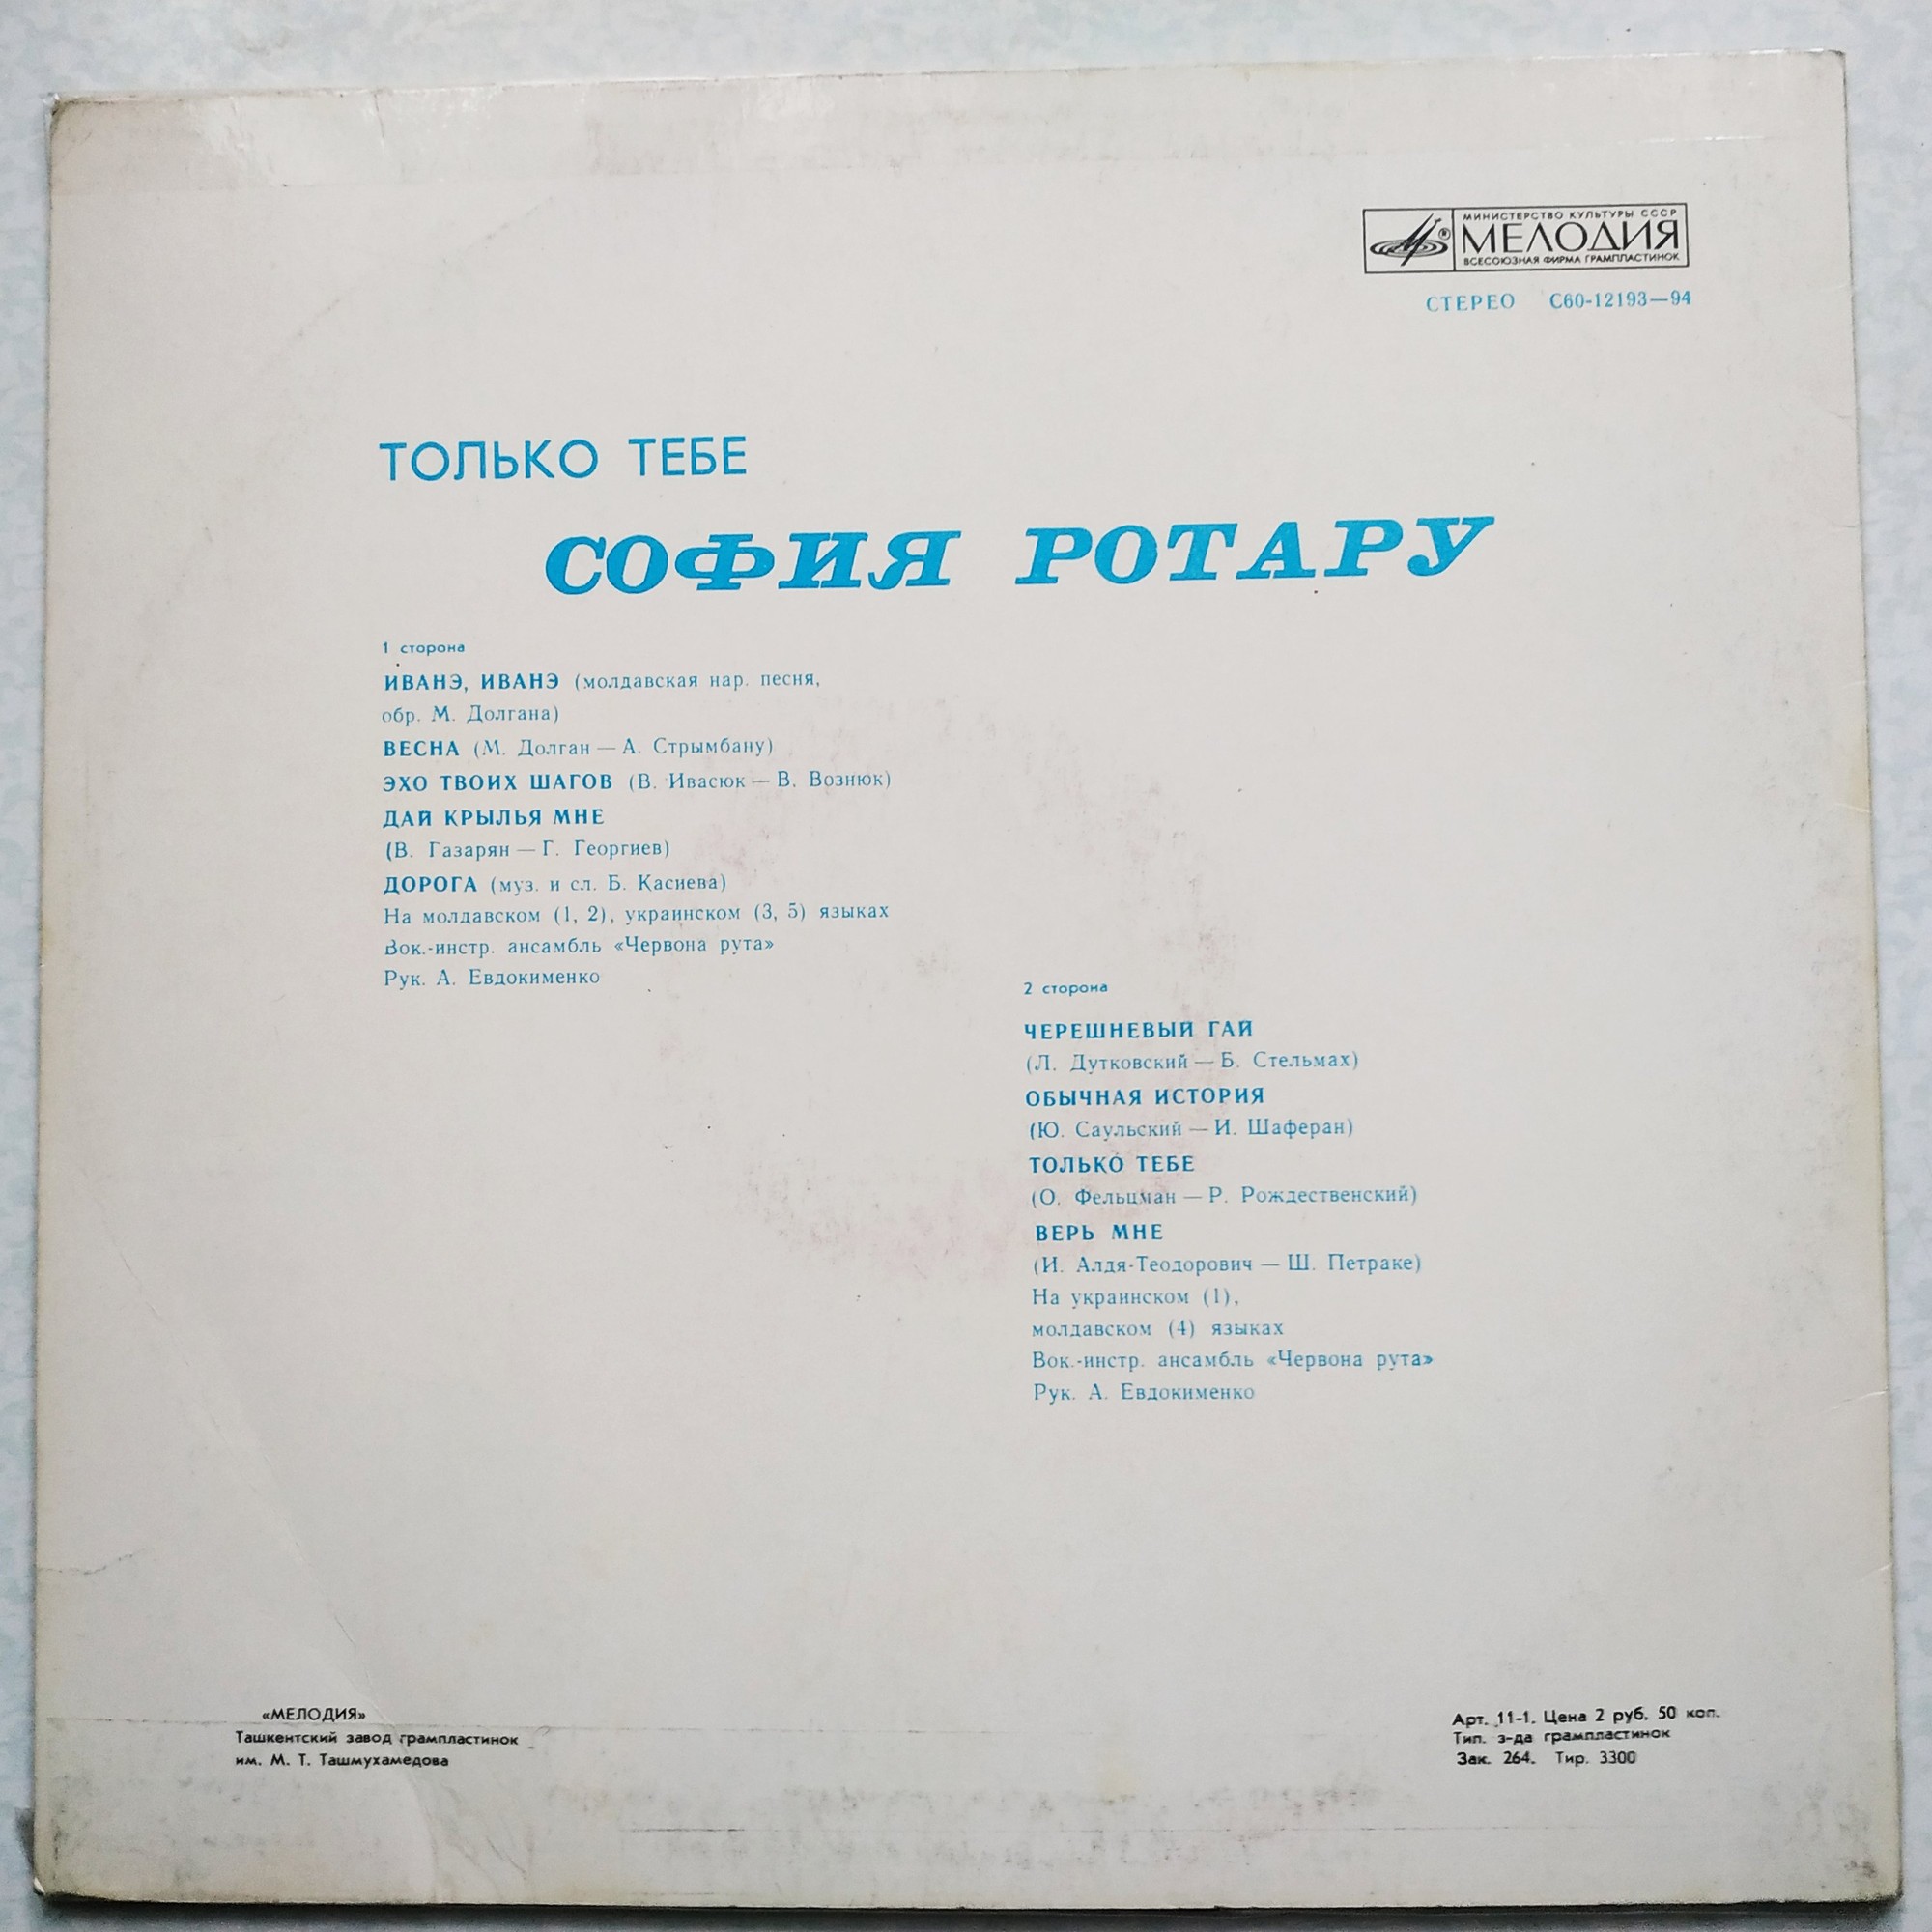 МИНИСТЕРСТВО КУЛЬТУРЫ СССР
МЕЛОДИЯ
ВСЕСОЮЗНАЯ ФИРМА ГРАМПЛАСТИНОК
СТЕРЕО С60-12193—94
ТОЛЬКО ТЕБЕ
СОФИЯ РОТАРУ
1 сторона
ИВАНЭ, ИВАНЭ (молдавская нар. песня,
обр. М. Долгана)
ВЕСНА (М. Долган — А. Стрымбану)
ЭХО ТВОИХ ШАГОВ (В. Ивасюк — В. Вознюк)
ДАЙ КРЫЛЬЯ МНЕ
(В. Газарян — Г. Георгиев)
ДОРОГА (муз. и сл. Б. Касиева)
На молдавском (1, 2), украинском (3, 5) языках
Вок.-инстр. ансамбль «Червона рута»
Рук. А. Евдокименко
2 сторона
ЧЕРЕШНЕВЫЙ ГАЙ
(Л. Дутковский — Б. Стельмах)
ОБЫЧНАЯ ИСТОРИЯ
(Ю. Саульский — И. Шаферан)
ТОЛЬКО ТЕБЕ
(О. Фельцман — Р. Рождественский)
ВЕРЬ МНЕ
(И. Алдя-Теодорович — Ш. Петраке)
На украинском (1),
молдавском (4) языках
Вок.-инстр. ансамбль «Червона рута»
Рук. А. Евдокименко
«МЕЛОДИЯ»
Ташкентский завод грампластинок
им. М. Т. Ташмухамедова
Арт. 11-1. Цена 2 руб. 50 коп.
Тип. з-да грампластинок
Зак. 264. Тир. 3300